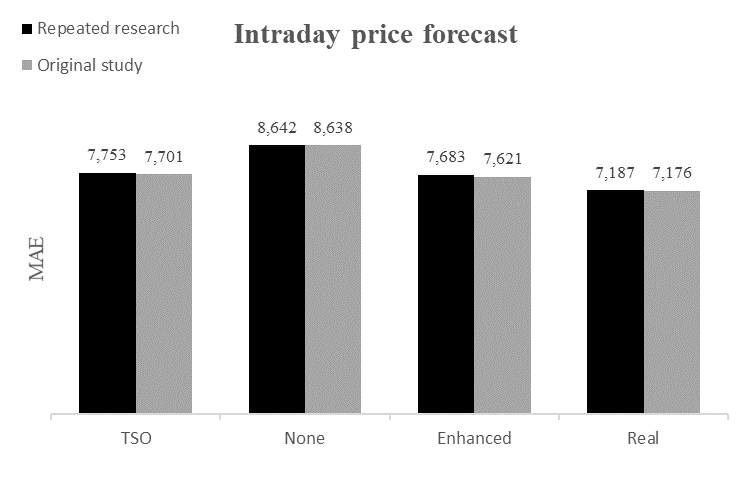 Repeated research
Original study
Intraday price forecast
8,642 8,638
7,753 7,701
7,683 7,621
7,187 7,176
MAE
TSO None Enhanced Real